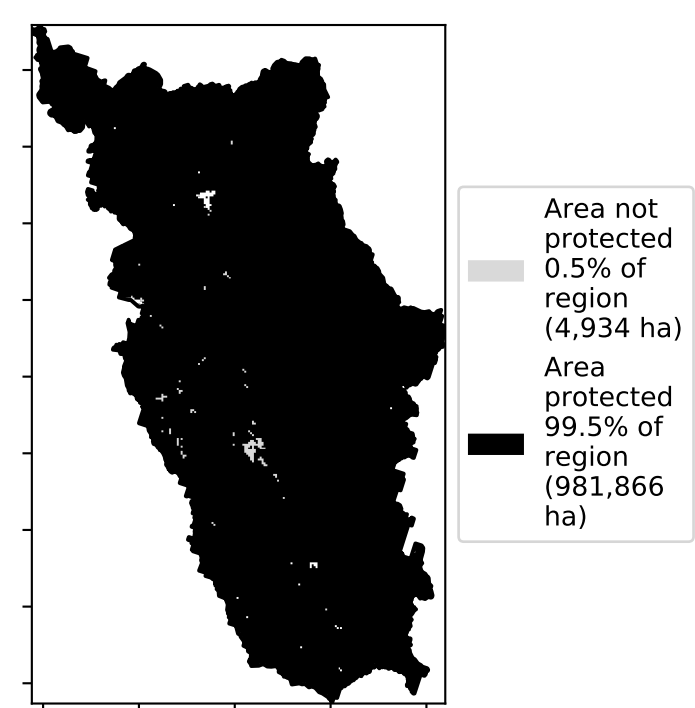 Area not
protected
0.5% of
region
(4,934 ha)
Area
protected
99.5% of
region
(981,866
ha)